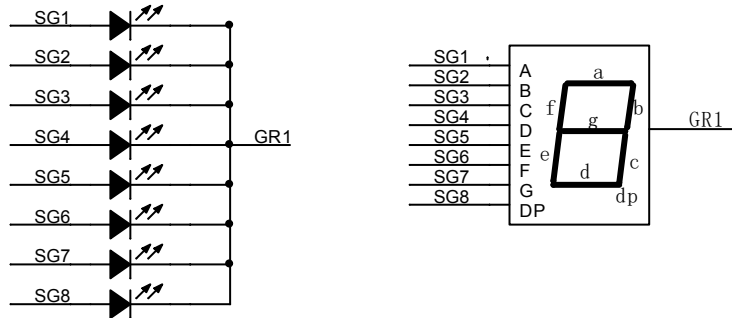 SG1
SG2
SG3
SG4
SG5
SG6
SG7
SG8
GR1
SG1
SG2
SG3
SG4
SG5
SG6
SG7
SG8
A
B
C
D
E
F
G
DP
a
f
b
g
e
c
d
dp
GR1